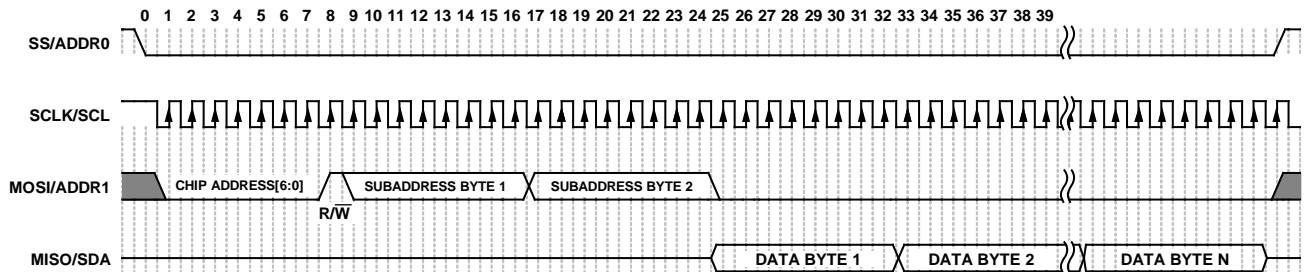 0 1 2 3 4 5 6 7 8 9 10 11 12 13 14 15 16 17 18 19 20 21 22 23 24 25 26 27 28 29 30 31 32 33 34 35 36 37 38 39
SS/ADDR0
SCLK/SCL
MOSI/ADDR1 CHIP ADDRESS[6:0] SUBADDRESS BYTE 1 SUBADDRESS BYTE 2
R/W̅
MISO/SDA DATA BYTE 1 DATA BYTE 2 DATA BYTE N